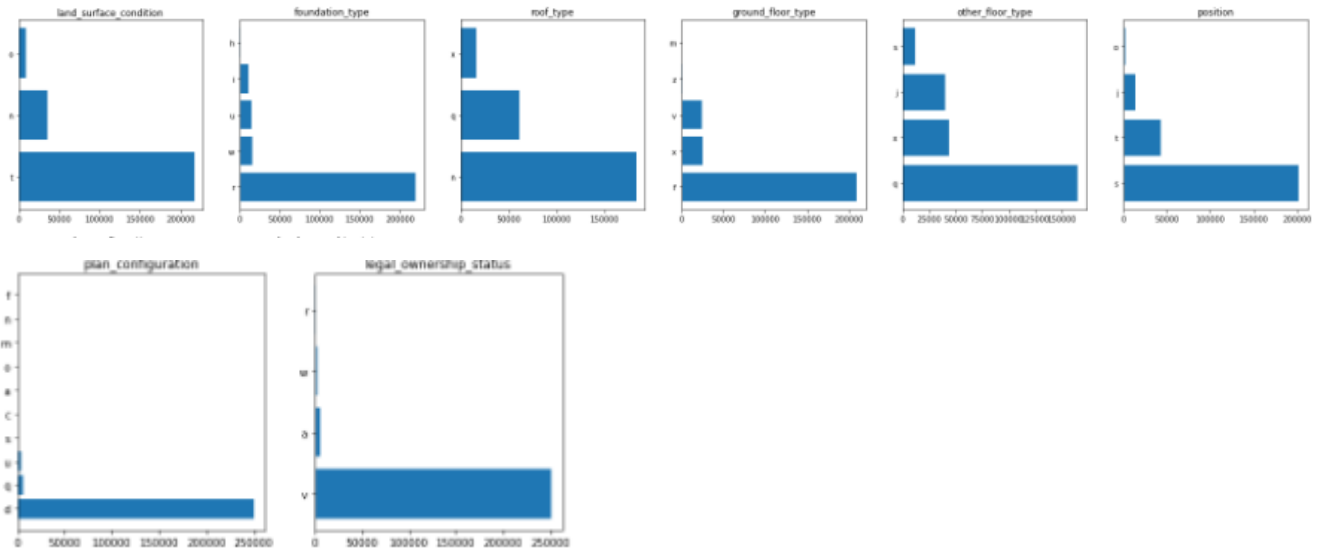 land_surface_condition foundation_type roof_type ground_floor_type other_floor_type position
o h x m s o
n i q z j j
t u n v x t
w x q s
r f
0 50000 100000 150000 200000 0 50000 100000 150000 200000 0 50000 100000 150000 0 50000 100000 150000 200000 0 25000 50000 75000 100000 125000 150000 0 50000 100000 150000 200000
plan_configuration legal_ownership_status
f
n r
m
o w
a
c a
s
u
q v
d
0 50000 100000 150000 200000 250000 0 50000 100000 150000 200000 250000